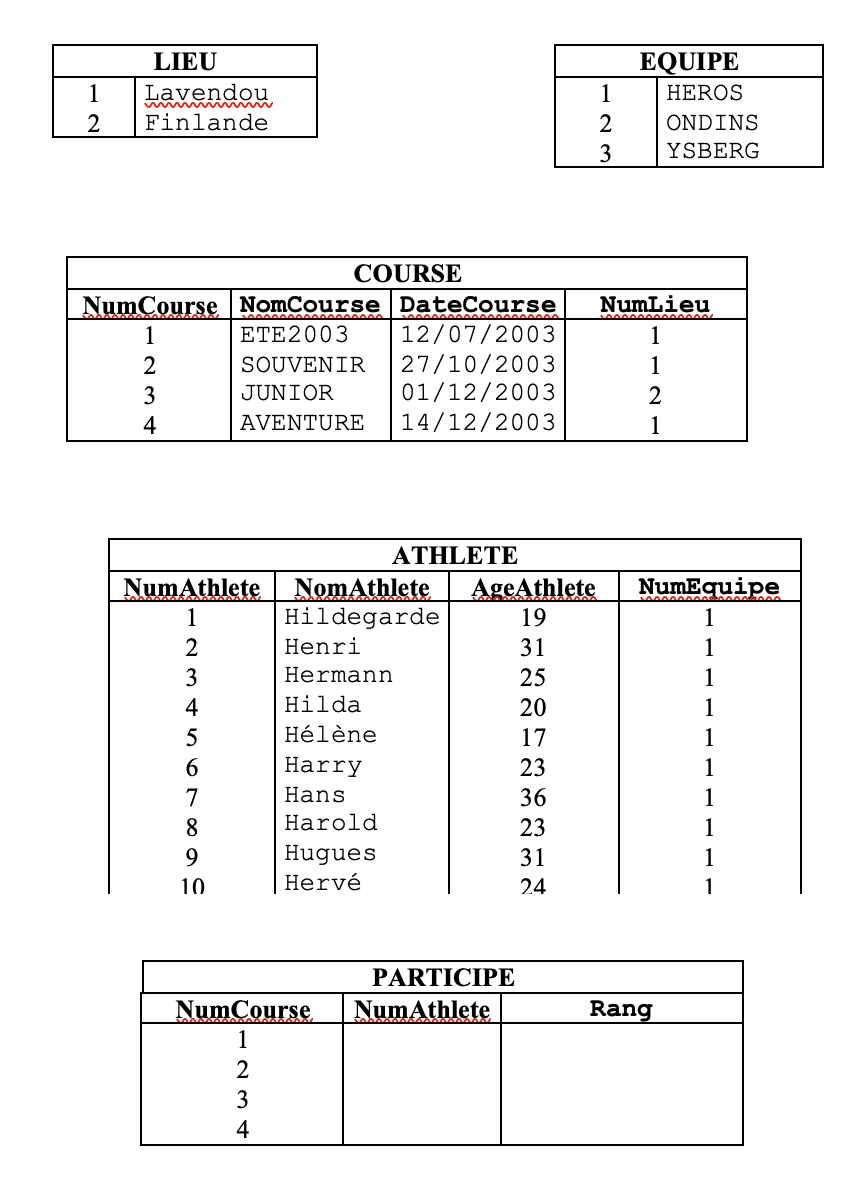 LIEU
1 Lavendou
2 Finlande
EQUIPE
1 HEROS
2 ONDINS
3 YSBERG
COURSE
NumCourse NomCourse DateCourse NumLieu
1 ETE2003 12/07/2003 1
2 SOUVENIR 27/10/2003 1
3 JUNIOR 01/12/2003 2
4 AVENTURE 14/12/2003 1
ATHLETE
NumAthlete NomAthlete AgeAthlete NumEquipe
1 Hildegarde 19 1
2 Henri 31 1
3 Hermann 25 1
4 Hilda 20 1
5 Hélène 17 1
6 Harry 23 1
7 Hans 36 1
8 Harold 23 1
9 Hugues 31 1
10 Hervé 24 1
PARTICIPE
NumCourse NumAthlete Rang
1
2
3
4